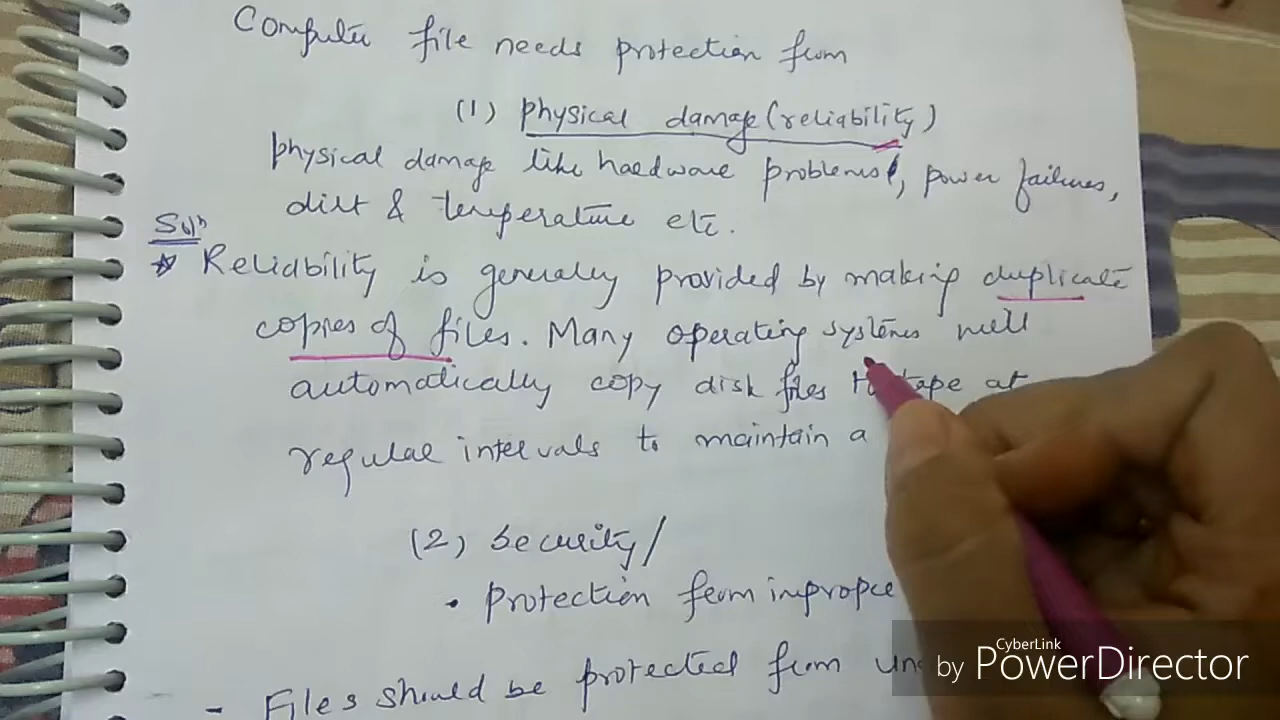 Computer file needs protection from
(1) physical damage (reliability)
physical damage like hardware problems, power failures,
dirt & temperature etc.
Soln
* Reliability is generally provided by making duplicate
copies of files. Many operating systems will
automatically copy disk files to tape at
regular intervals to maintain a
(2) Security/
• Protection from improper
- Files should be protected from
CyberLink
by PowerDirector